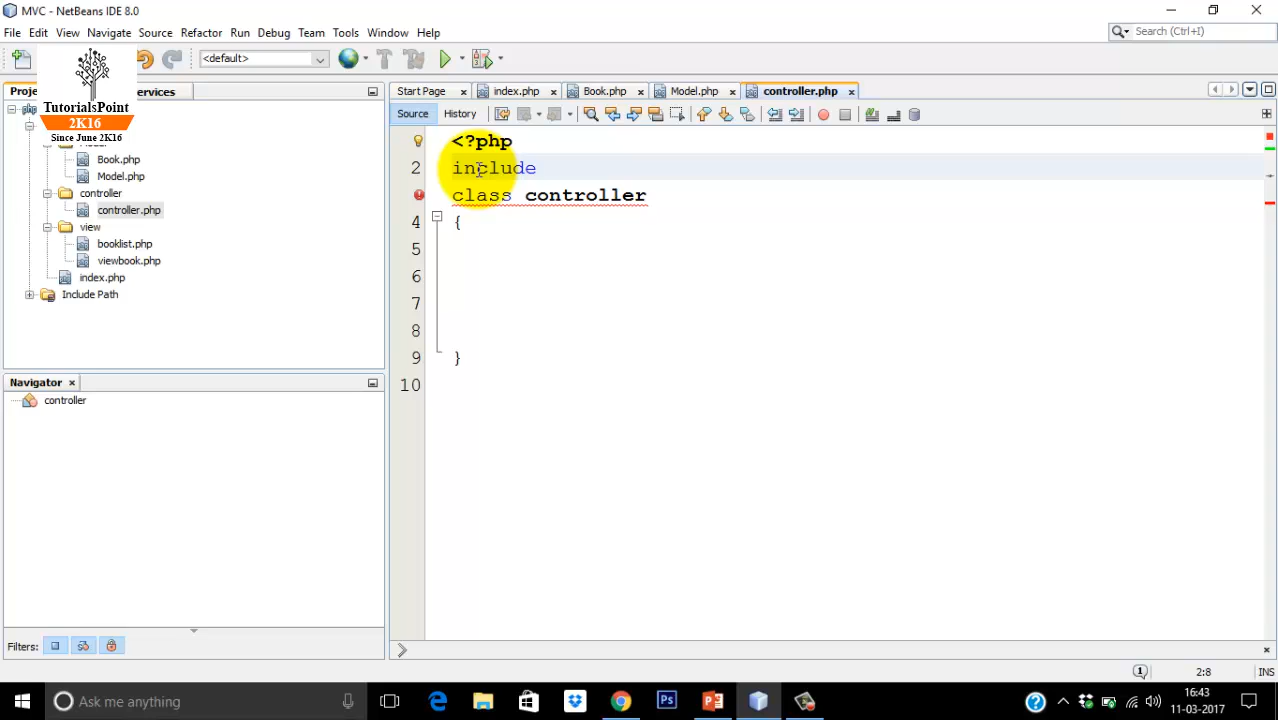 MVC - NetBeans IDE 8.0
File Edit View Navigate Source Refactor Run Debug Team Tools Window Help
Search (Ctrl+I)
<default>
TutorialsPoint
2K16
Since June 2K16
Proje
ervices
Start Page index.php Book.php Model.php controller.php
Source History
Book.php
Model.php
controller
controller.php
view
booklist.php
viewbook.php
index.php
Include Path
<?php
2 include
class controller
4 {
5
6
7
8
9 }
10
Navigator
controller
Filters:
1 2:8 INS
Ask me anything
Ps
16:43
11-03-2017